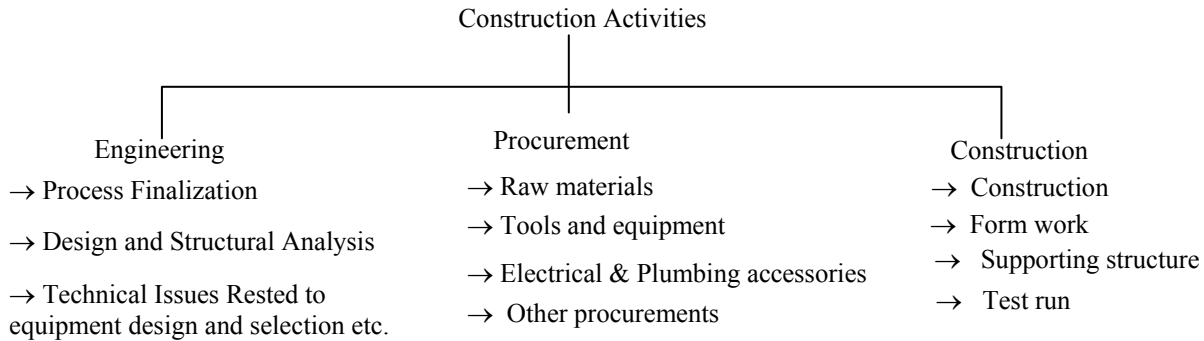 Construction Activities
Engineering
→ Process Finalization
→ Design and Structural Analysis
→ Technical Issues Rested to
equipment design and selection etc.
Procurement
→ Raw materials
→ Tools and equipment
→ Electrical & Plumbing accessories
→ Other procurements
Construction
→ Construction
→ Form work
→ Supporting structure
→ Test run